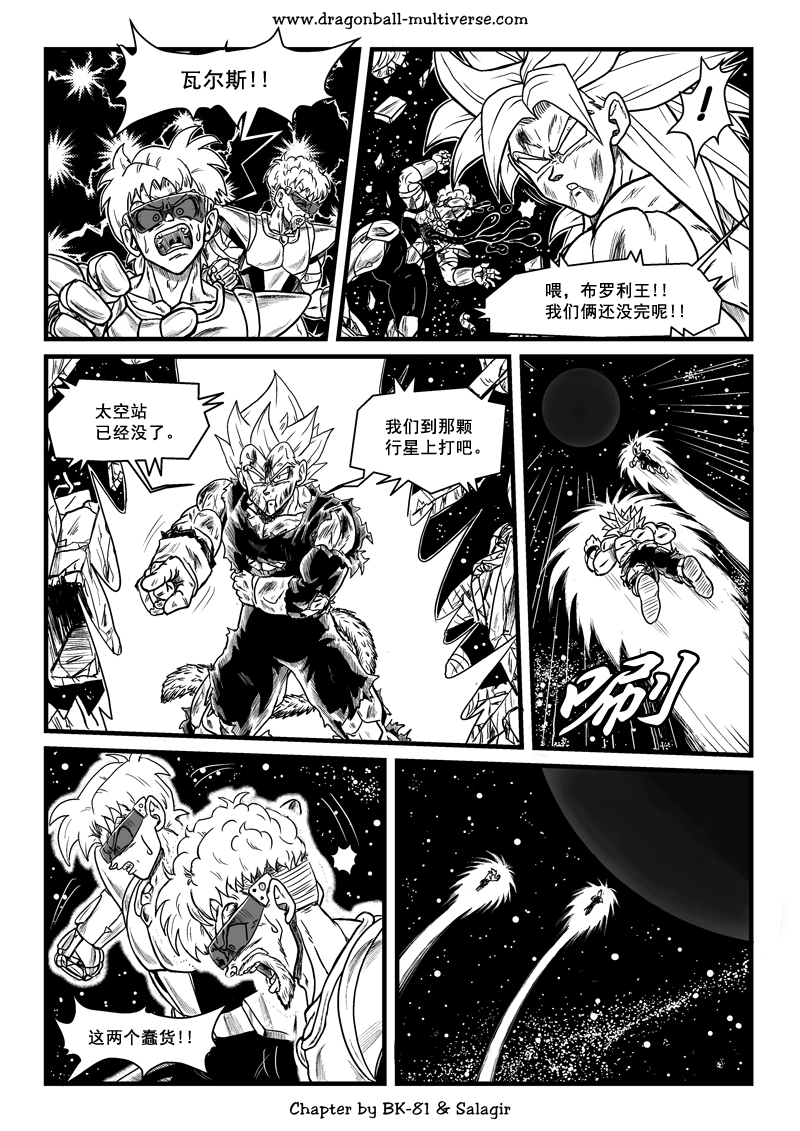 www.dragonball-multiverse.com
瓦尔斯!!
!
喂，布罗利王!!
我们俩还没完呢!!
太空站
已经没了。
我们到那颗
行星上打吧。
唰
这两个蠢货!!
Chapter by BK-81 & Salagir